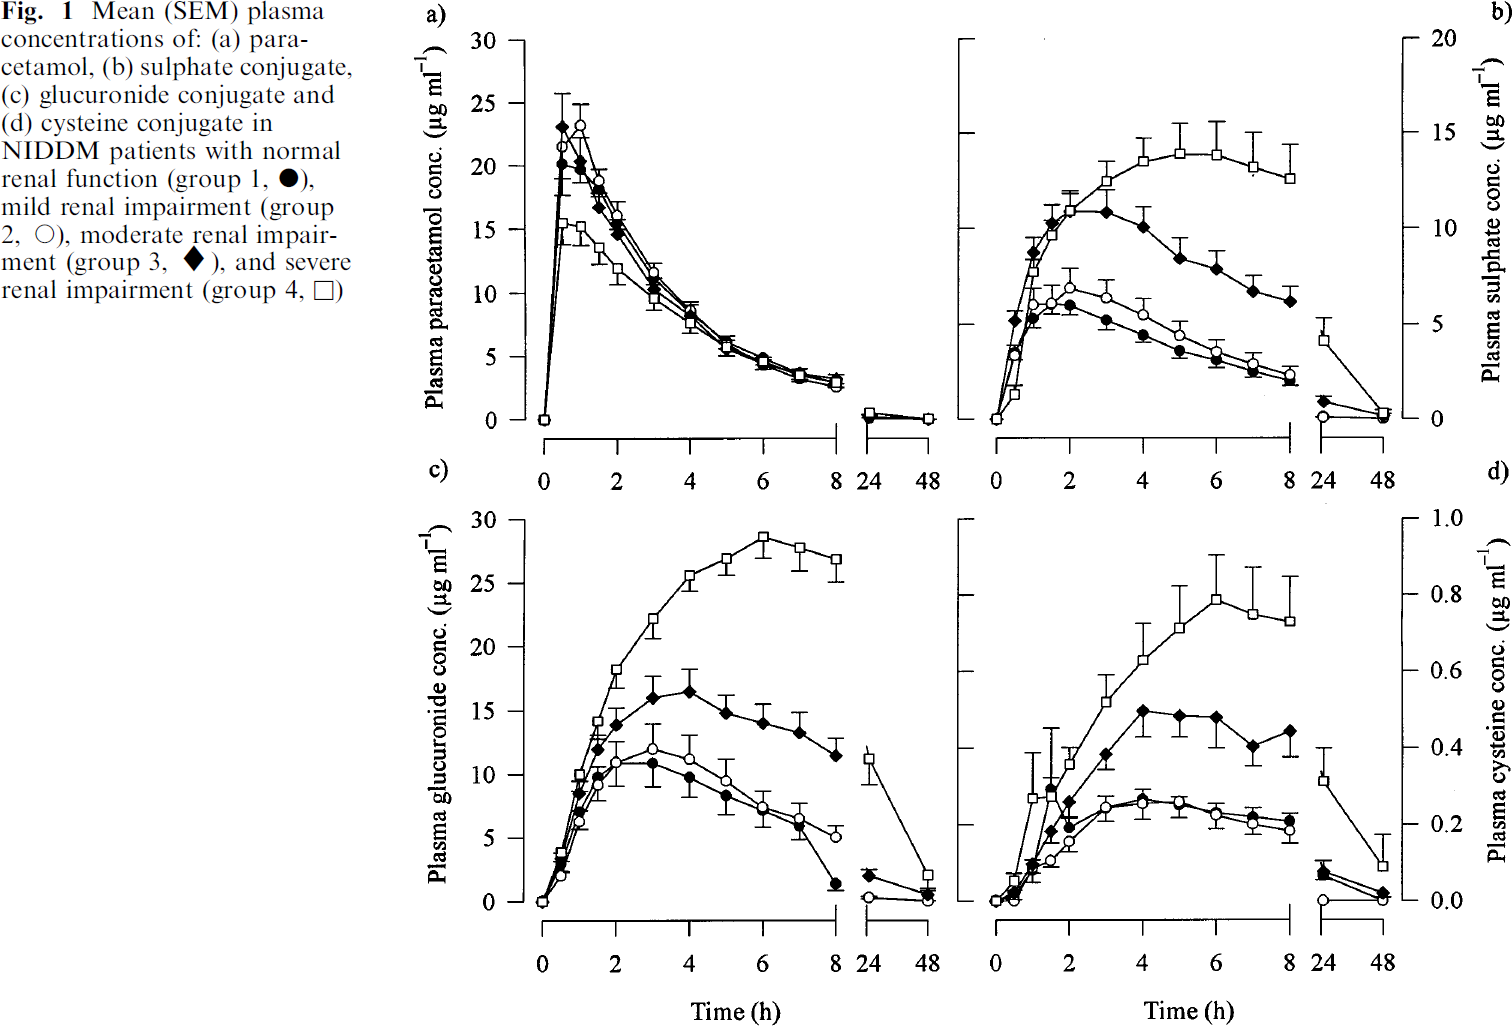 Fig. 1 Mean (SEM) plasma
concentrations of: (a) para-
cetamol, (b) sulphate conjugate,
(c) glucuronide conjugate and
(d) cysteine conjugate in
NIDDM patients with normal
renal function (group 1, ●),
mild renal impairment (group
2, ○), moderate renal impair-
ment (group 3, ◆), and severe
renal impairment (group 4, □)
a)
Plasma paracetamol conc. (µg ml⁻¹)
30
25
20
15
10
5
0
0 2 4 6 8 24 48
b)
Plasma sulphate conc. (µg ml⁻¹)
20
15
10
5
0
0 2 4 6 8 24 48
c)
Plasma glucuronide conc. (µg ml⁻¹)
30
25
20
15
10
5
0
0 2 4 6 8 24 48
Time (h)
d)
Plasma cysteine conc. (µg ml⁻¹)
1.0
0.8
0.6
0.4
0.2
0.0
0 2 4 6 8 24 48
Time (h)